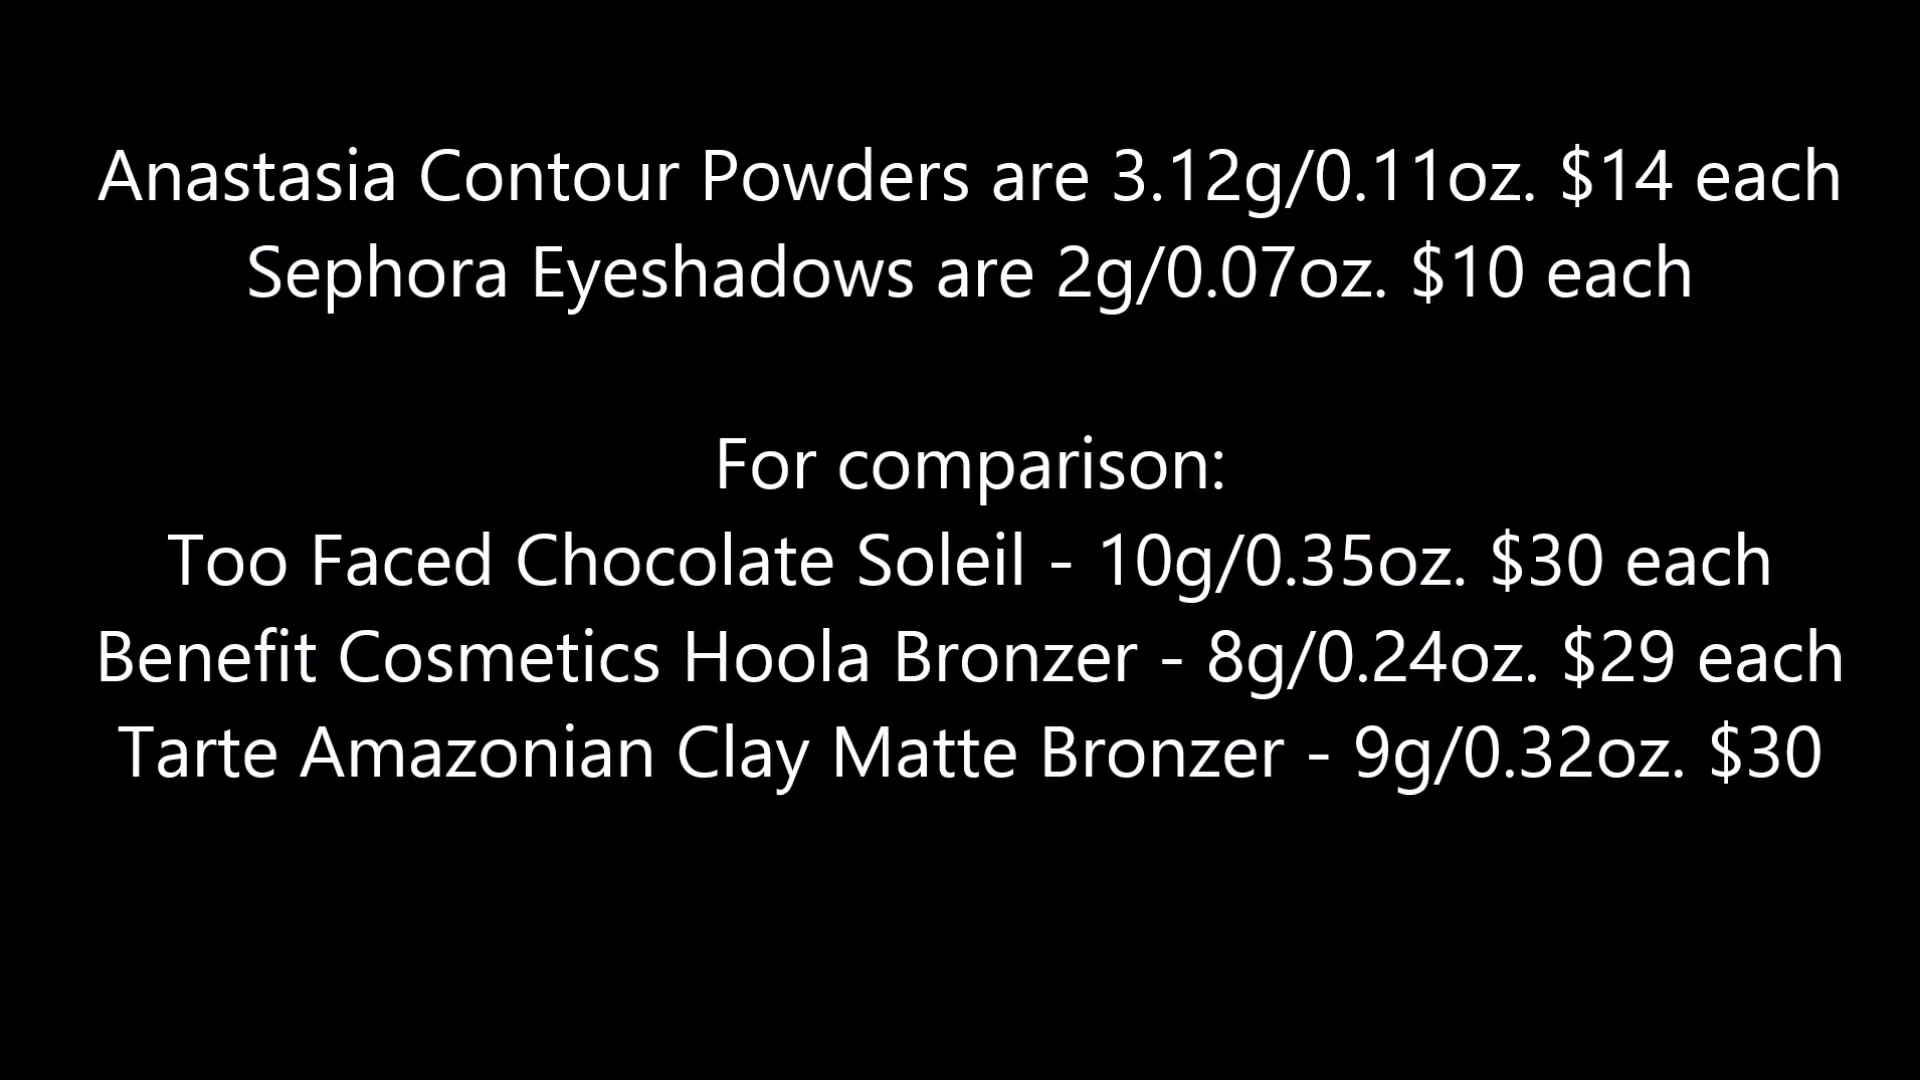 Anastasia Contour Powders are 3.12g/0.11oz. $14 each
Sephora Eyeshadows are 2g/0.07oz. $10 each
For comparison:
Too Faced Chocolate Soleil - 10g/0.35oz. $30 each
Benefit Cosmetics Hoola Bronzer - 8g/0.24oz. $29 each
Tarte Amazonian Clay Matte Bronzer - 9g/0.32oz. $30